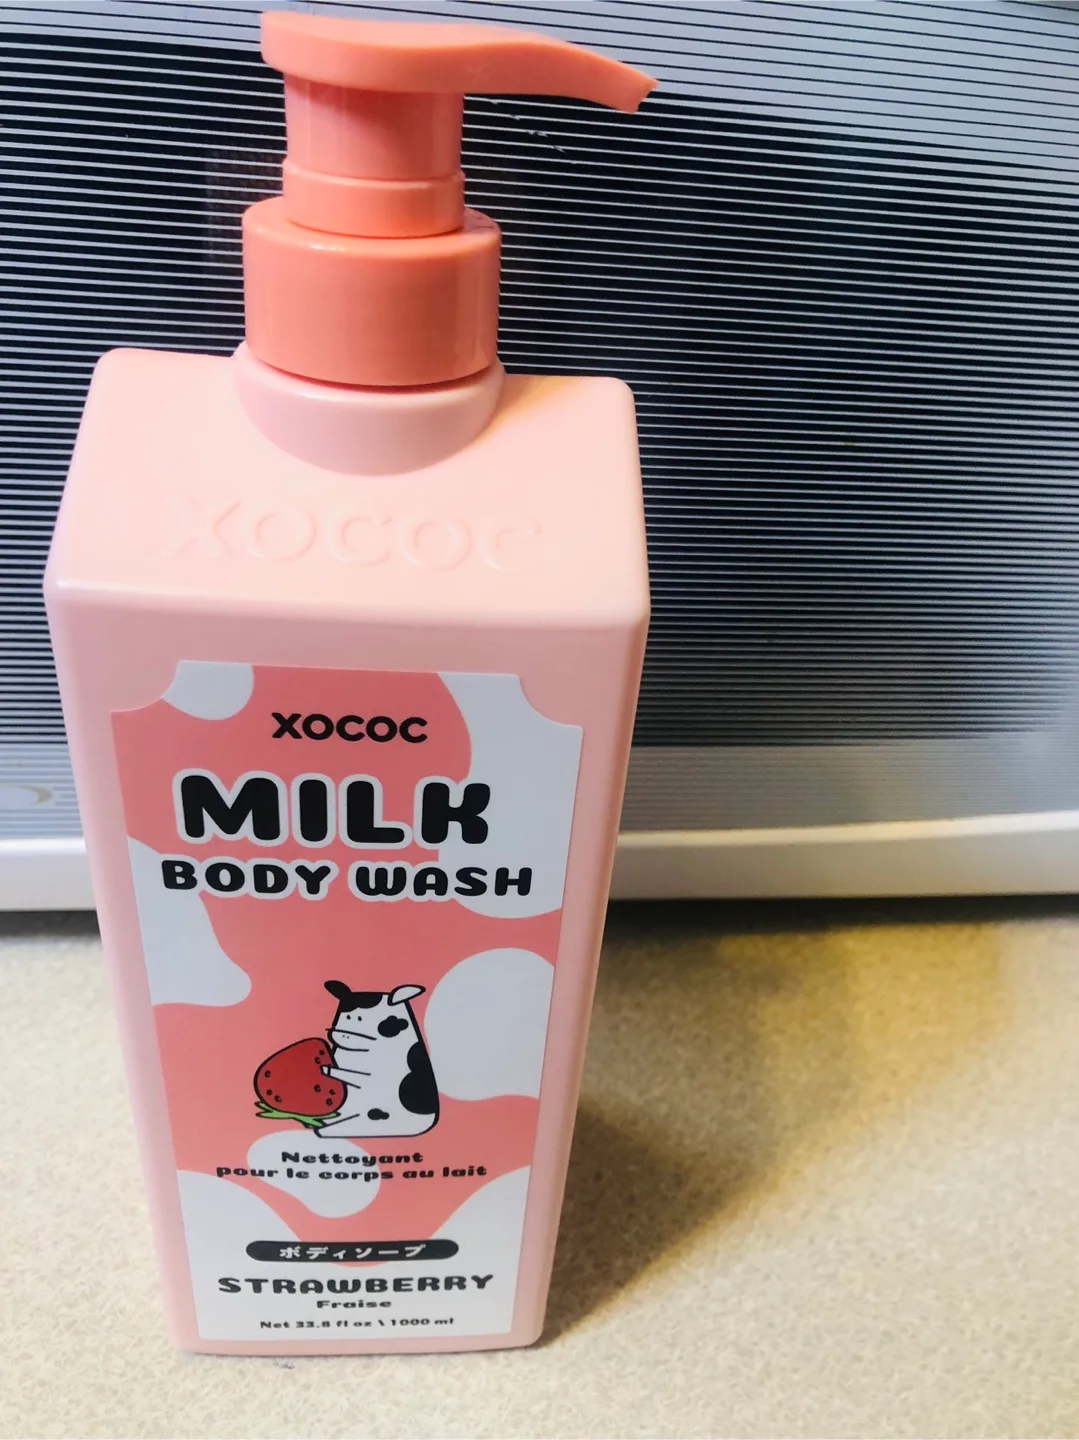 XOCOC
XOCOC
MILK
BODY WASH
Nettoyant
pour le corps au lait
ボディソープ
STRAWBERRY
Fraise
Net 33.8 fl oz \ 1000 ml